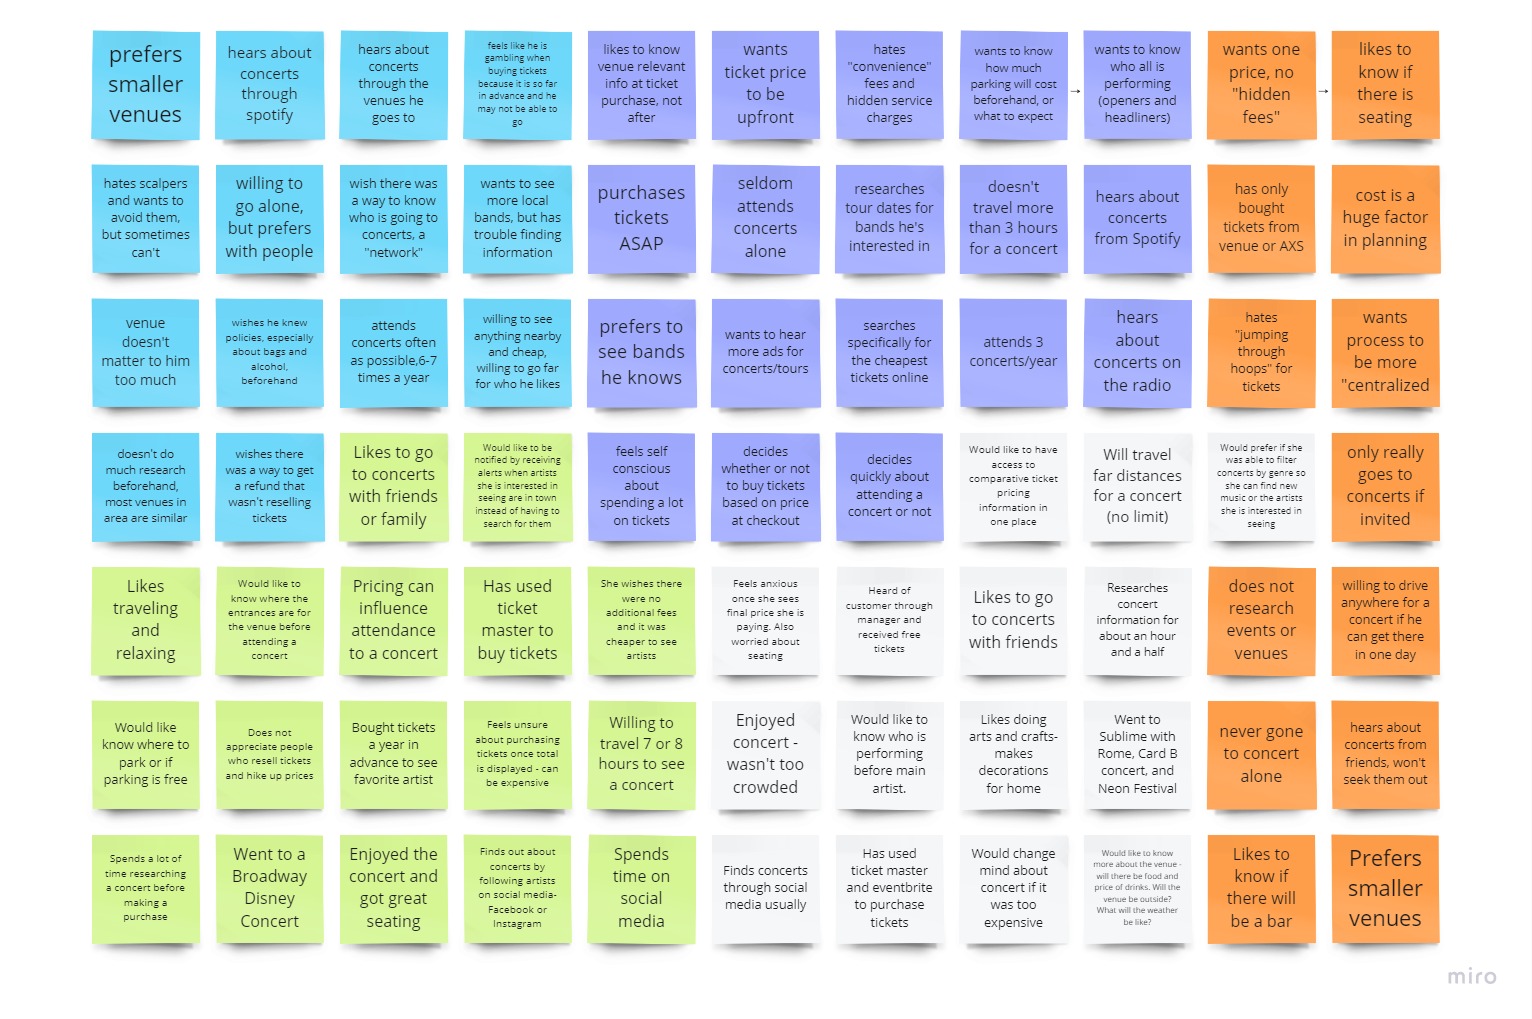 prefers
smaller
venues
hears about
concerts
through
spotify
hears about
concerts
through the
venues he
goes to
feels like he is
gambling when
buying tickets
because it is so far
in advance and he
may not be able to
go
likes to know
venue relevant
info at ticket
purchase, not
after
wants
ticket price
to be
upfront
hates
"convenience"
fees and
hidden service
charges
wants to know
how much
parking will cost
beforehand, or
what to expect
wants to know
who all is
performing
(openers and
headliners)
wants one
price, no
"hidden
fees"
likes to
know if
there is
seating
hates scalpers
and wants to
avoid them,
but sometimes
can't
willing to
go alone,
but prefers
with people
wish there was
a way to know
who is going to
concerts, a
"network"
wants to see
more local
bands, but has
trouble finding
information
purchases
tickets
ASAP
seldom
attends
concerts
alone
researches
tour dates for
bands he's
interested in
doesn't
travel more
than 3 hours
for a concert
hears about
concerts
from Spotify
has only
bought
tickets from
venue or AXS
cost is a
huge factor
in planning
venue
doesn't
matter to him
too much
wishes he knew
policies, especially
about bags and
alcohol,
beforehand
attends
concerts often
as possible,6-7
times a year
willing to see
anything nearby
and cheap,
willing to go far
for who he likes
prefers to
see bands
he knows
wants to hear
more ads for
concerts/tours
searches
specifically for
the cheapest
tickets online
attends 3
concerts/year
hears
about
concerts on
the radio
hates
"jumping
through
hoops" for
tickets
wants
process to
be more
"centralized
doesn't do
much research
beforehand,
most venues in
area are similar
wishes there
was a way to get
a refund that
wasn't reselling
tickets
Likes to go
to concerts
with friends
or family
Would like to be
notified by receiving
alerts when artists
she is interested in
seeing are in town
instead of having to
search for them
feels self
conscious
about
spending a lot
on tickets
decides
whether or not
to buy tickets
based on price
at checkout
decides
quickly about
attending a
concert or not
Would like to have
access to
comparative ticket
pricing
information in
one place
Will travel
far distances
for a concert
(no limit)
Would prefer if she
was able to filter
concerts by genre so
she can find new
music or the artists
she is interested in
seeing
only really
goes to
concerts if
invited
Likes
traveling
and
relaxing
Would like to
know where the
entrances are for
the venue before
attending a
concert
Pricing can
influence
attendance
to a concert
Has used
ticket
master to
buy tickets
She wishes there
were no
additional fees
and it was
cheaper to see
artists
Feels anxious
once she sees
final price she is
paying. Also
worried about
seating
Heard of
customer through
manager and
received free
tickets
Likes to go
to concerts
with friends
Researches
concert
information for
about an hour
and a half
does not
research
events or
venues
willing to drive
anywhere for a
concert if he
can get there
in one day
Would like
know where to
park or if
parking is free
Does not
appreciate people
who resell tickets
and hike up prices
Bought tickets
a year in
advance to see
favorite artist
Feels unsure
about purchasing
tickets once total
is displayed - can
be expensive
Willing to
travel 7 or 8
hours to see
a concert
Enjoyed
concert -
wasn't too
crowded
Would like to
know who is
performing
before main
artist.
Likes doing
arts and crafts-
makes
decorations
for home
Went to
Sublime with
Rome, Card B
concert, and
Neon Festival
never gone
to concert
alone
hears about
concerts from
friends, won't
seek them out
Spends a lot of
time researching
a concert before
making a
purchase
Went to a
Broadway
Disney
Concert
Enjoyed the
concert and
got great
seating
Finds out about
concerts by
following artists
on social media-
Facebook or
Instagram
Spends
time on
social
media
Finds concerts
through social
media usually
Has used
ticket master
and eventbrite
to purchase
tickets
Would change
mind about
concert if it
was too
expensive
Would like to know
more about the venue -
will there be food and
price of drinks. Will the
venue be outside?
What will the weather
be like?
Likes to
know if
there will
be a bar
Prefers
smaller
venues
miro